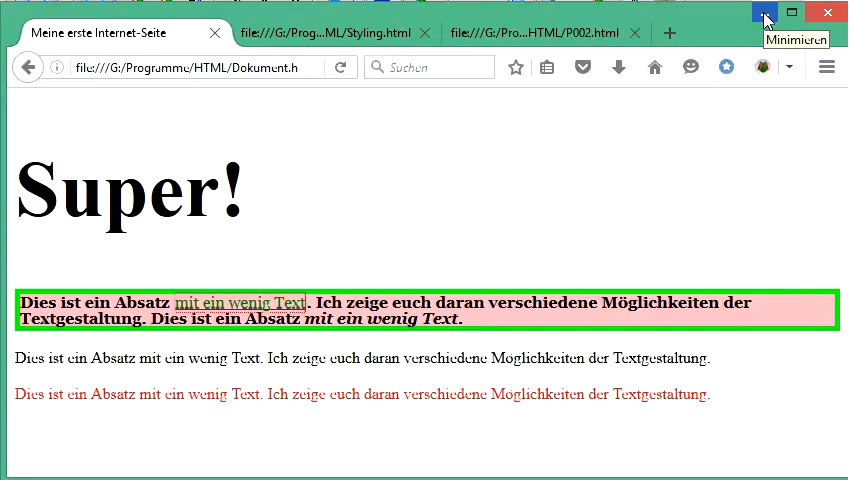 Meine erste Internet-Seite
file:///G:/Prog...ML/Styling.html
file:///G:/Pro...HTML/P002.html
Minimieren
file:///G:/Programme/HTML/Dokument.h
Suchen
Super!
Dies ist ein Absatz mit ein wenig Text. Ich zeige euch daran verschiedene Möglichkeiten der
Textgestaltung. Dies ist ein Absatz mit ein wenig Text.
Dies ist ein Absatz mit ein wenig Text. Ich zeige euch daran verschiedene Möglichkeiten der Textgestaltung.
Dies ist ein Absatz mit ein wenig Text. Ich zeige euch daran verschiedene Möglichkeiten der Textgestaltung.